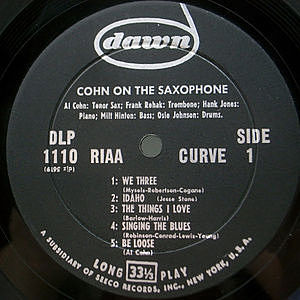 dawn
COHN ON THE SAXOPHONE
Al Cohn: Tenor Sax; Frank Rehak: Trombone; Hank Jones:
Piano; Milt Hinton: Bass; Osie Johnson: Drums.
DLP SIDE
1110 RIAA CURVE 1
(dlz 5619)
1: WE THREE
(Mysels-Robertson-Cogane)
2: IDAHO (Jesse Stone)
3: THE THINGS I LOVE
(Barlow-Harris)
4: SINGING THE BLUES
(Robinson-Conrad-Lewis-Young)
5: BE LOOSE
(Al Cohn)
LONG 33⅓ PLAY
A SUBSIDIARY OF SEECO RECORDS, INC., NEW YORK, U.S.A.